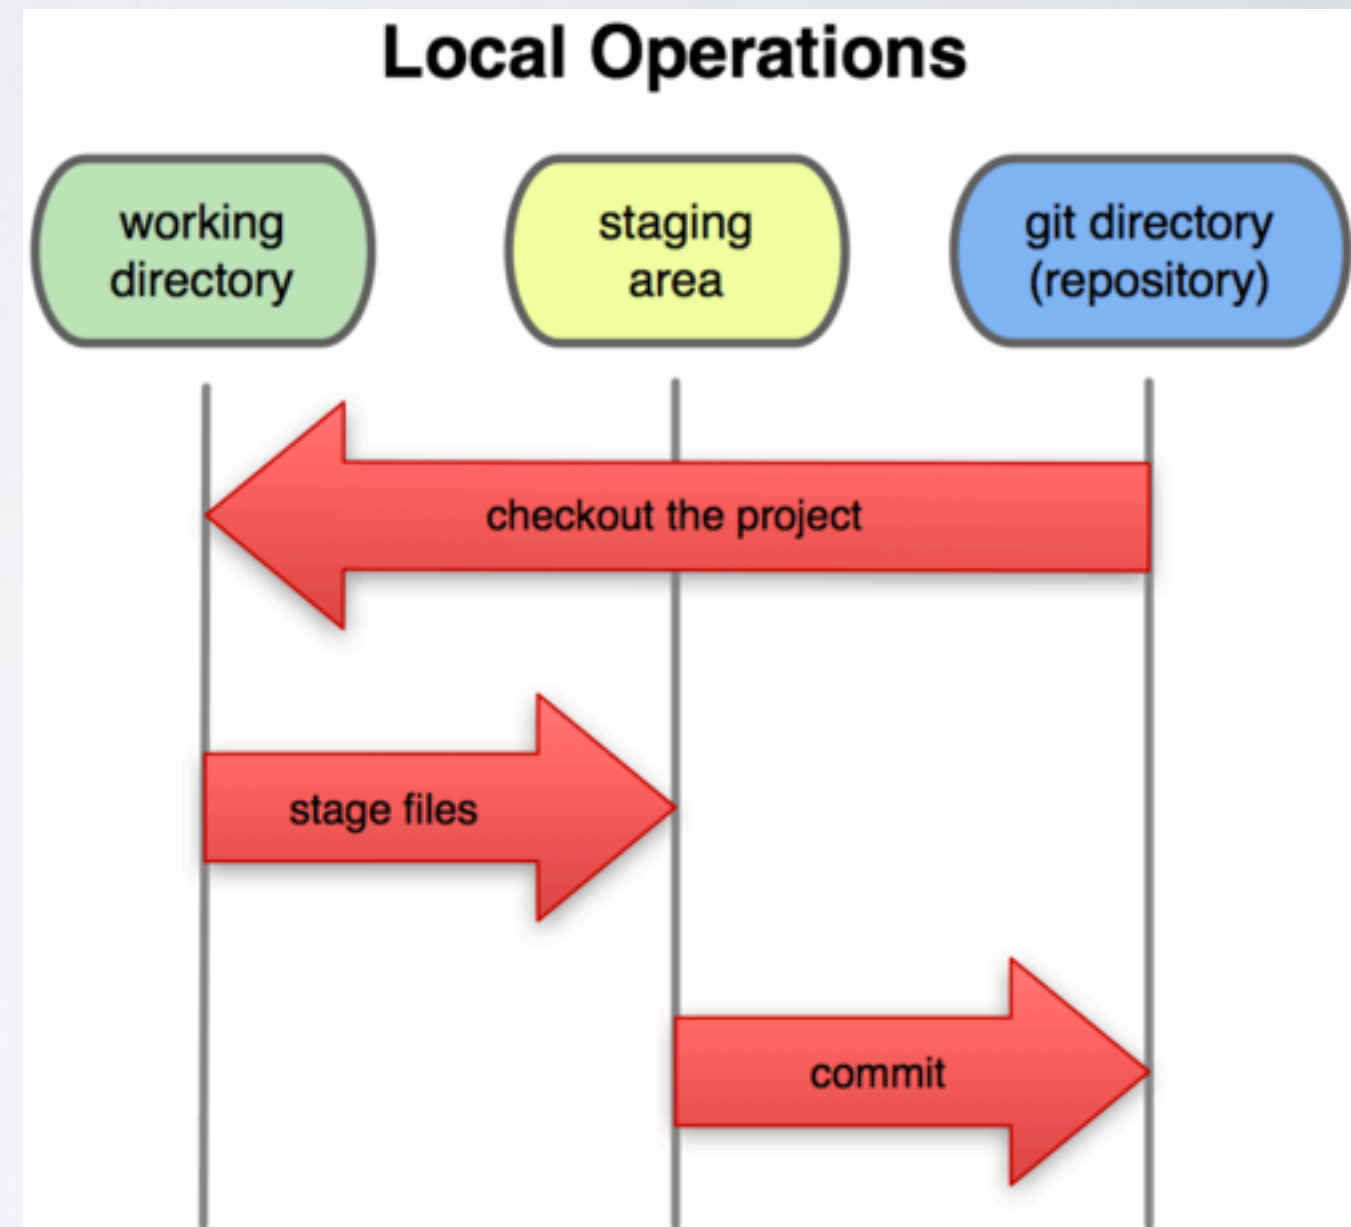 Local Operations
working
directory
staging
area
git directory
(repository)
checkout the project
stage files
commit